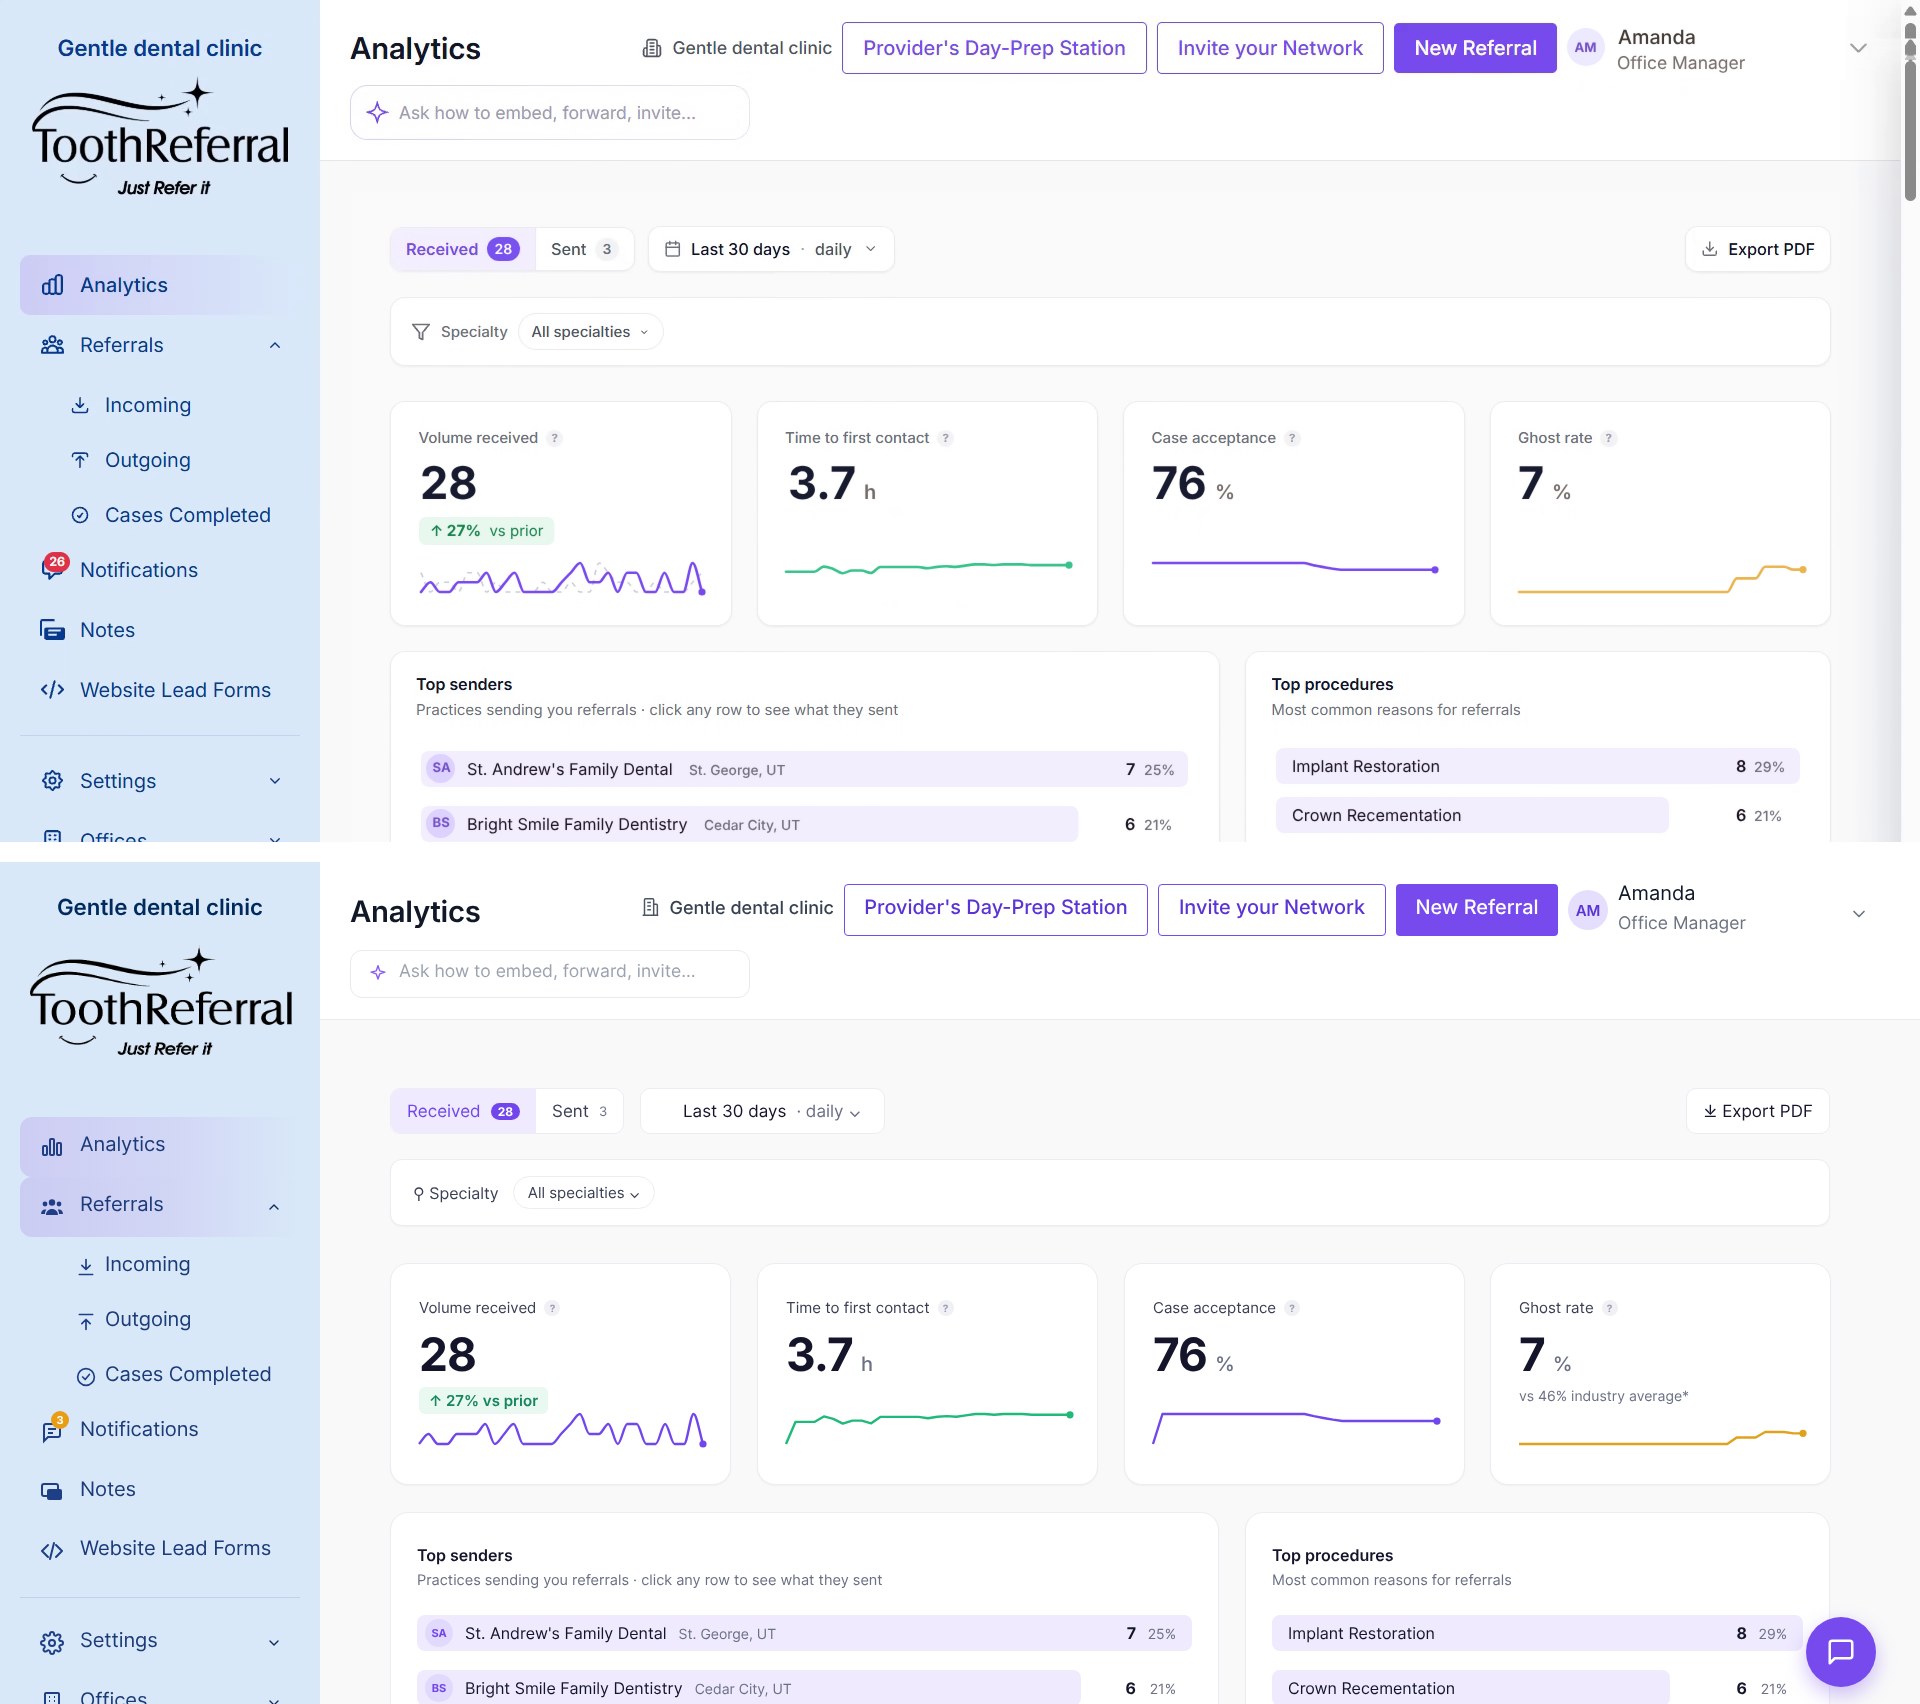 Gentle dental clinic
ToothReferral
Just Refer it
Analytics
Referrals
Incoming
Outgoing
Cases Completed
26
Notifications
Notes
Website Lead Forms
Settings
Offices
Analytics
Gentle dental clinic
Provider's Day-Prep Station
Invite your Network
New Referral
AM
Amanda
Office Manager
Ask how to embed, forward, invite...
Received 28
Sent 3
Last 30 days · daily
Export PDF
Specialty
All specialties
Volume received ?
28
↑ 27% vs prior
Time to first contact ?
3.7 h
Case acceptance ?
76 %
Ghost rate ?
7 %
Top senders
Practices sending you referrals · click any row to see what they sent
SA St. Andrew's Family Dental St. George, UT 7 25%
BS Bright Smile Family Dentistry Cedar City, UT 6 21%
Top procedures
Most common reasons for referrals
Implant Restoration 8 29%
Crown Recementation 6 21%
Gentle dental clinic
ToothReferral
Just Refer it
Analytics
Referrals
Incoming
Outgoing
Cases Completed
3
Notifications
Notes
Website Lead Forms
Settings
Offices
Analytics
Gentle dental clinic
Provider's Day-Prep Station
Invite your Network
New Referral
AM
Amanda
Office Manager
Ask how to embed, forward, invite...
Received 28
Sent 3
Last 30 days · daily
Export PDF
Specialty
All specialties
Volume received ?
28
↑ 27% vs prior
Time to first contact ?
3.7 h
Case acceptance ?
76 %
Ghost rate ?
7 %
vs 46% industry average*
Top senders
Practices sending you referrals · click any row to see what they sent
SA St. Andrew's Family Dental St. George, UT 7 25%
BS Bright Smile Family Dentistry Cedar City, UT 6 21%
Top procedures
Most common reasons for referrals
Implant Restoration 8 29%
Crown Recementation 6 21%